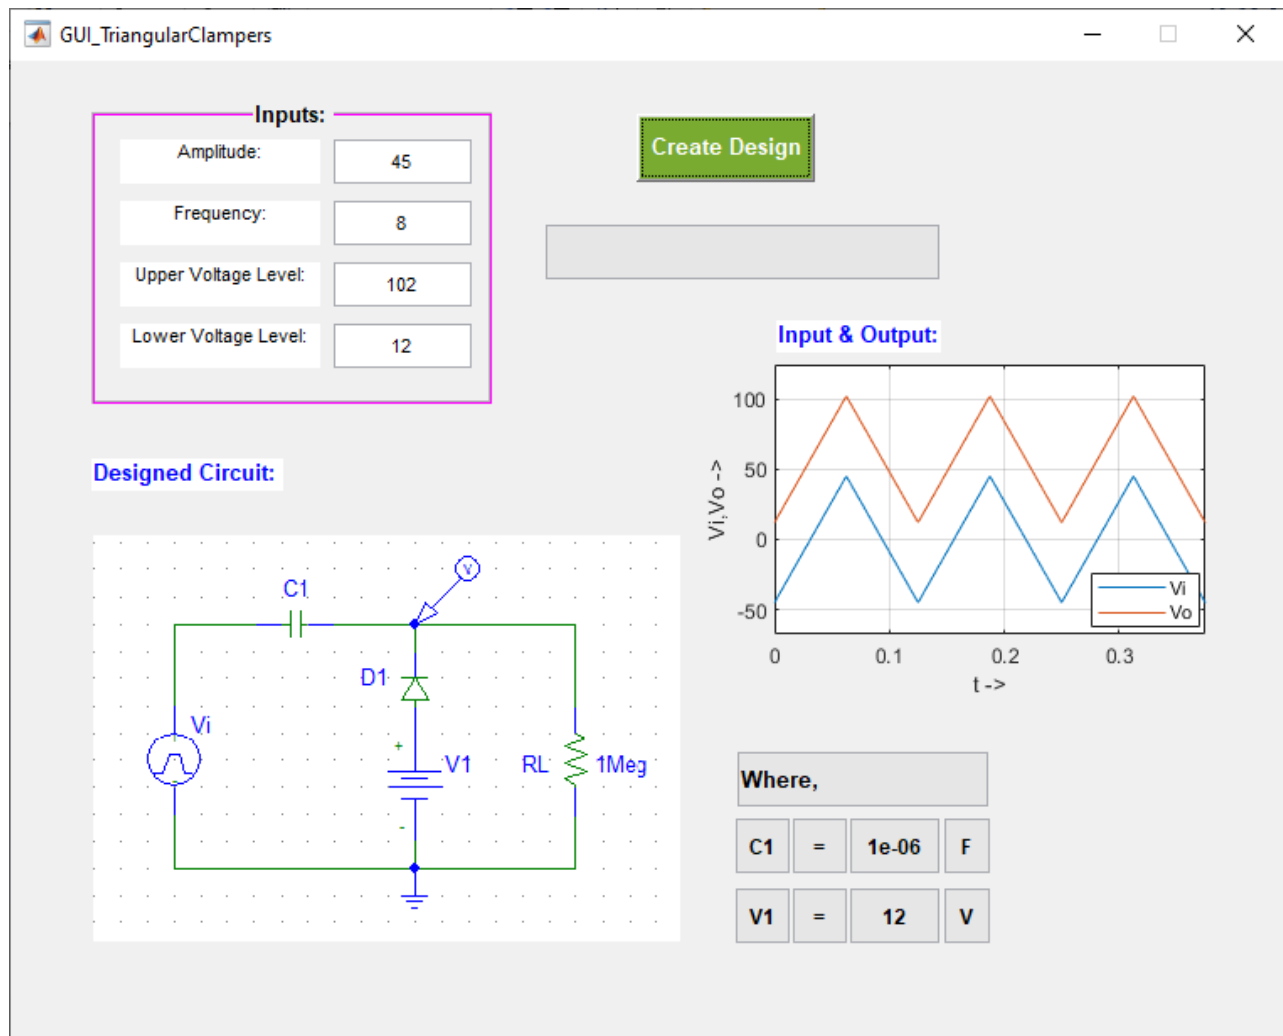 GUI_TriangularClampers
Inputs:
Amplitude:
45
Frequency:
8
Upper Voltage Level:
102
Lower Voltage Level:
12
Create Design
Input & Output:
100
50
0
-50
0
0.1
0.2
0.3
Vi,Vo ->
t ->
Vi
Vo
Designed Circuit:
V
C1
D1
Vi
+
V1
-
RL
1Meg
Where,
C1 = 1e-06 F
V1 = 12 V